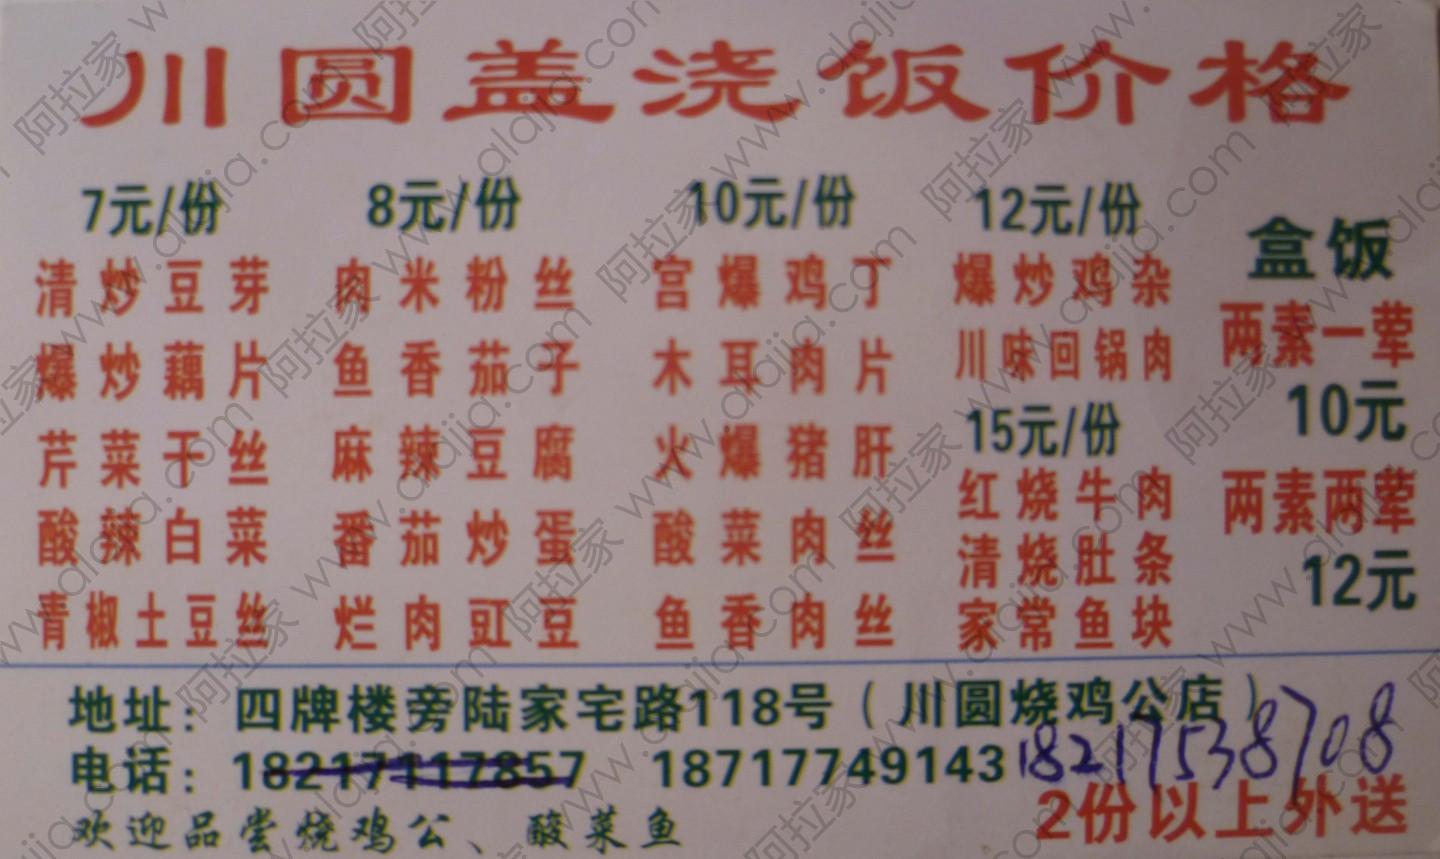 川圆盖浇饭价格
7元/份
清炒豆芽
爆炒藕片
芹菜干丝
酸辣白菜
青椒土豆丝
8元/份
肉米粉丝
鱼香茄子
麻辣豆腐
番茄炒蛋
烂肉豇豆
10元/份
宫爆鸡丁
木耳肉片
火爆猪肝
酸菜肉丝
鱼香肉丝
12元/份
爆炒鸡杂
川味回锅肉
15元/份
红烧牛肉
清烧肚条
家常鱼块
盒饭
两素一荤
10元
两素两荤
12元
地址：四牌楼旁陆家宅路118号（川圆烧鸡公店）
电话：18217117857 18717749143 18217538708
欢迎品尝烧鸡公、酸菜鱼
2份以上外送
阿拉家 www.alajia.com